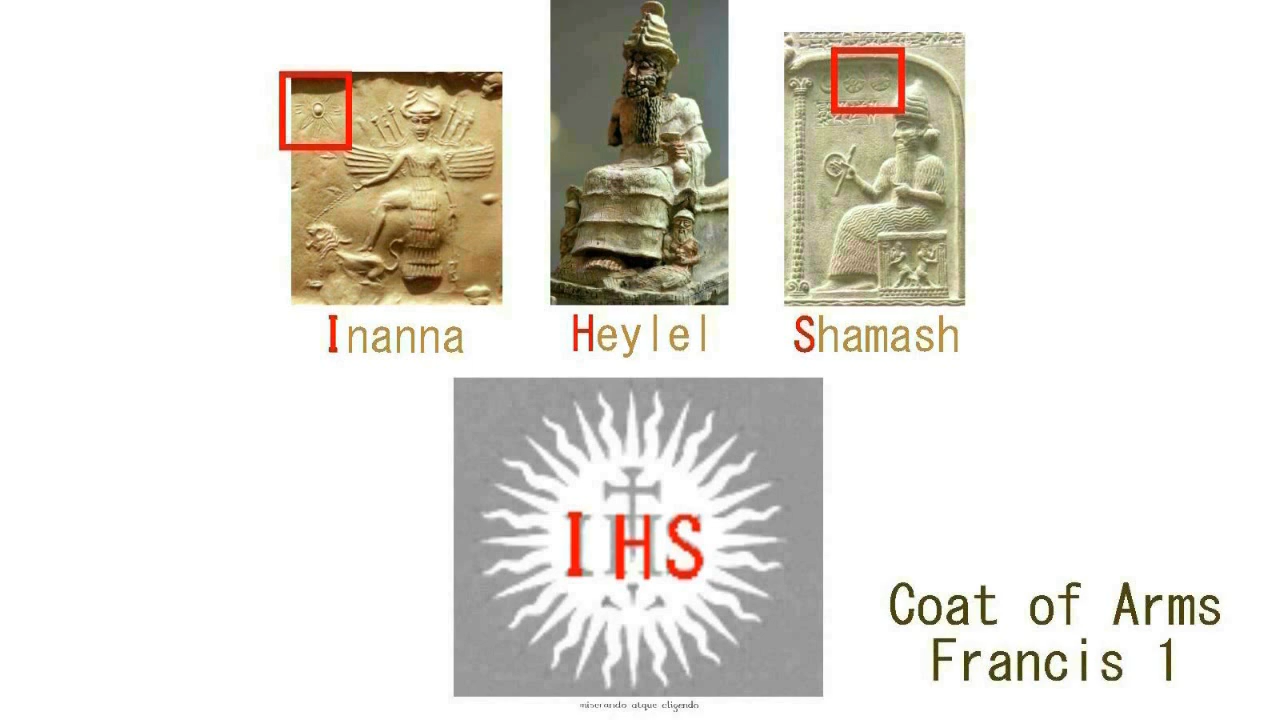 Inanna
Heylel
Shamash
IHS
Coat of Arms
Francis 1
miserando atque eligendo